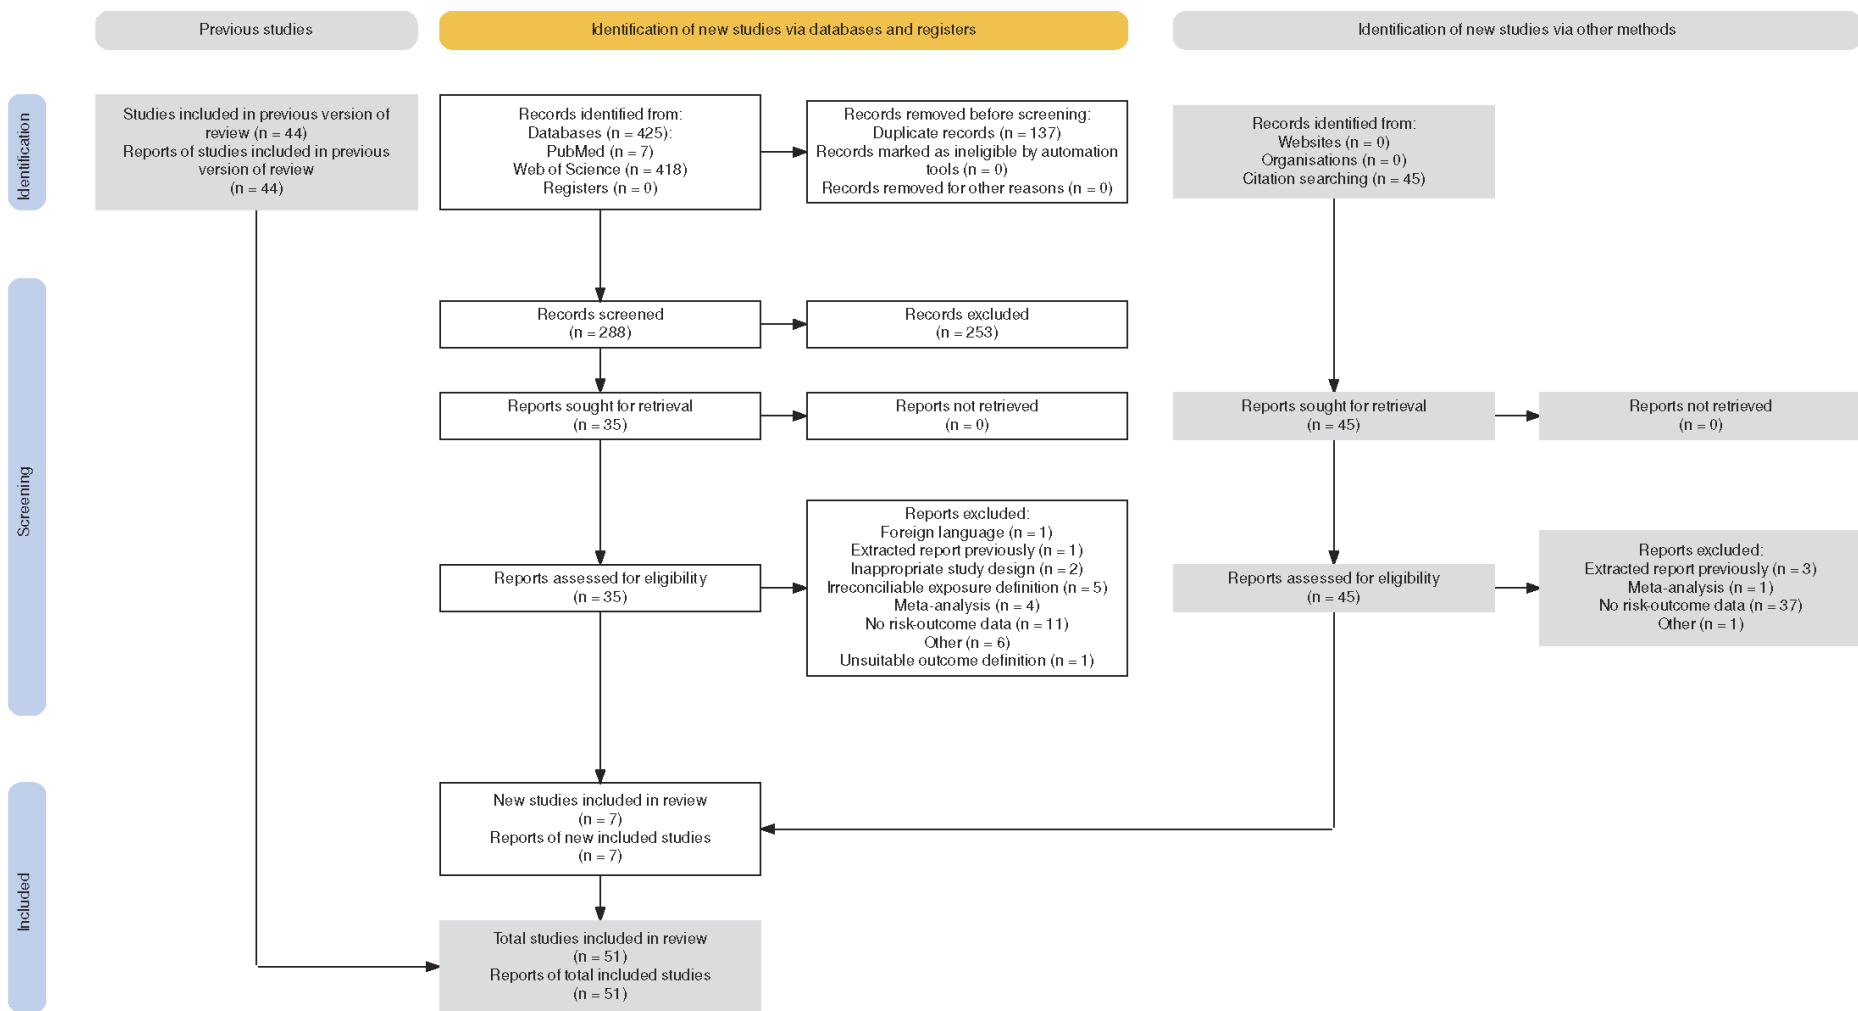 Previous studies
Identification of new studies via databases and registers
Identification of new studies via other methods
Identification
Studies included in previous version of
review (n = 44)
Reports of studies included in previous
version of review
(n = 44)
Records identified from:
Databases (n = 425):
PubMed (n = 7)
Web of Science (n = 418)
Registers (n = 0)
Records removed before screening:
Duplicate records (n = 137)
Records marked as ineligible by automation
tools (n = 0)
Records removed for other reasons (n = 0)
Records identified from:
Websites (n = 0)
Organisations (n = 0)
Citation searching (n = 45)
Screening
Records screened
(n = 288)
Records excluded
(n = 253)
Reports sought for retrieval
(n = 35)
Reports not retrieved
(n = 0)
Reports sought for retrieval
(n = 45)
Reports not retrieved
(n = 0)
Reports assessed for eligibility
(n = 35)
Reports excluded:
Foreign language (n = 1)
Extracted report previously (n = 1)
Inappropriate study design (n = 2)
Irreconciliable exposure definition (n = 5)
Meta-analysis (n = 4)
No risk-outcome data (n = 11)
Other (n = 6)
Unsuitable outcome definition (n = 1)
Reports assessed for eligibility
(n = 45)
Reports excluded:
Extracted report previously (n = 3)
Meta-analysis (n = 1)
No risk-outcome data (n = 37)
Other (n = 1)
Included
New studies included in review
(n = 7)
Reports of new included studies
(n = 7)
Total studies included in review
(n = 51)
Reports of total included studies
(n = 51)